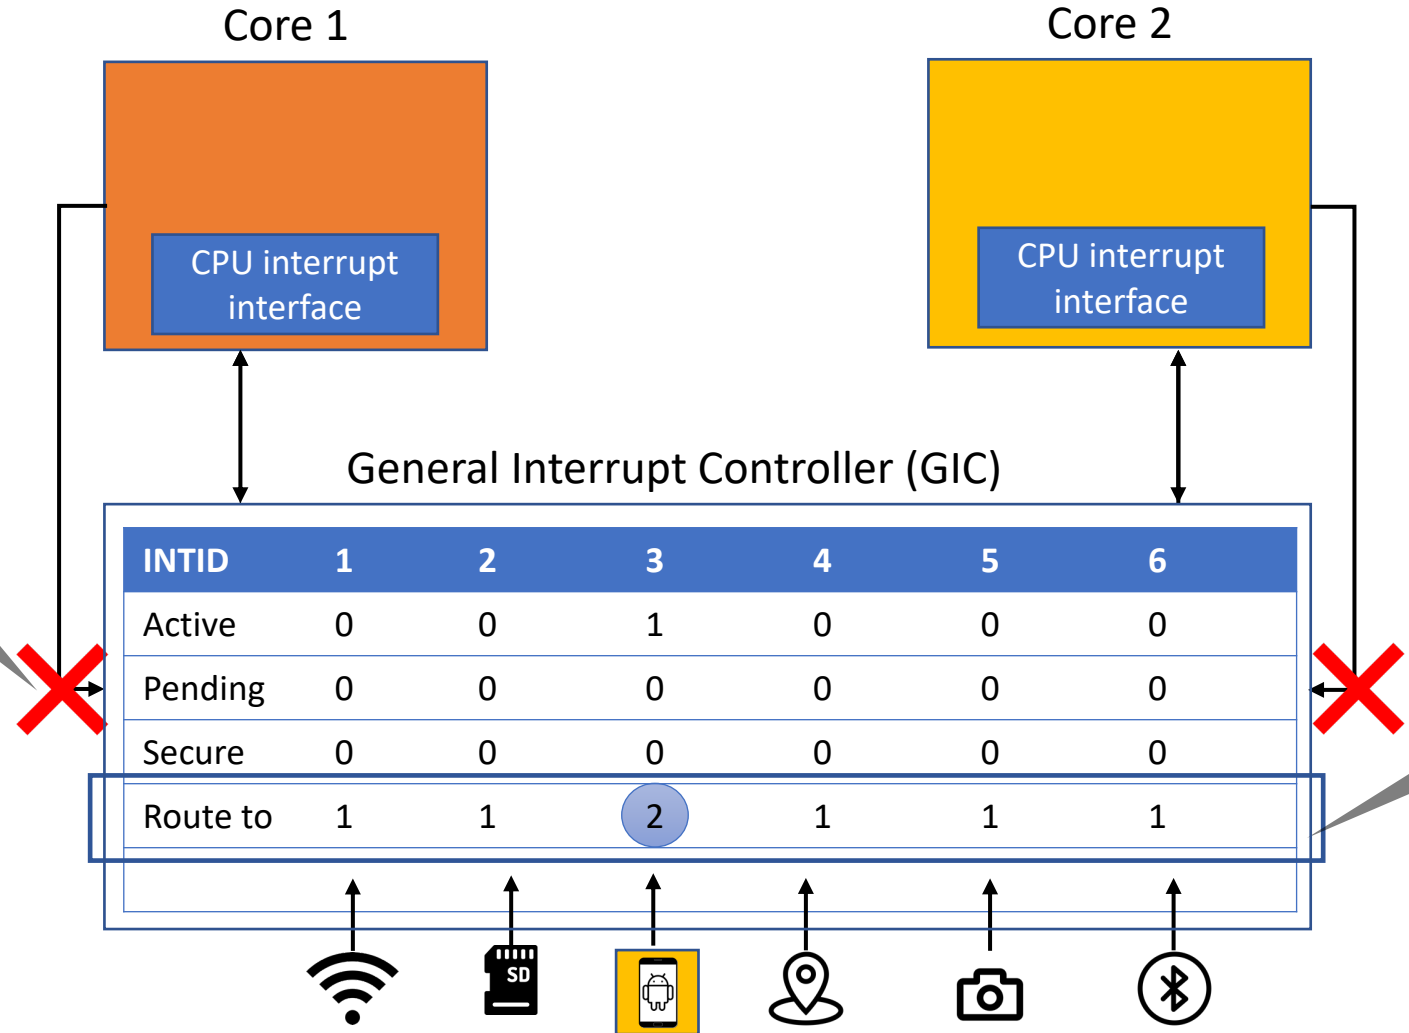 Core 1
Core 2
CPU interrupt
interface
CPU interrupt
interface
General Interrupt Controller (GIC)
INTID 1 2 3 4 5 6
Active 0 0 1 0 0 0
Pending 0 0 0 0 0 0
Secure 0 0 0 0 0 0
Route to 1 1 2 1 1 1
SD